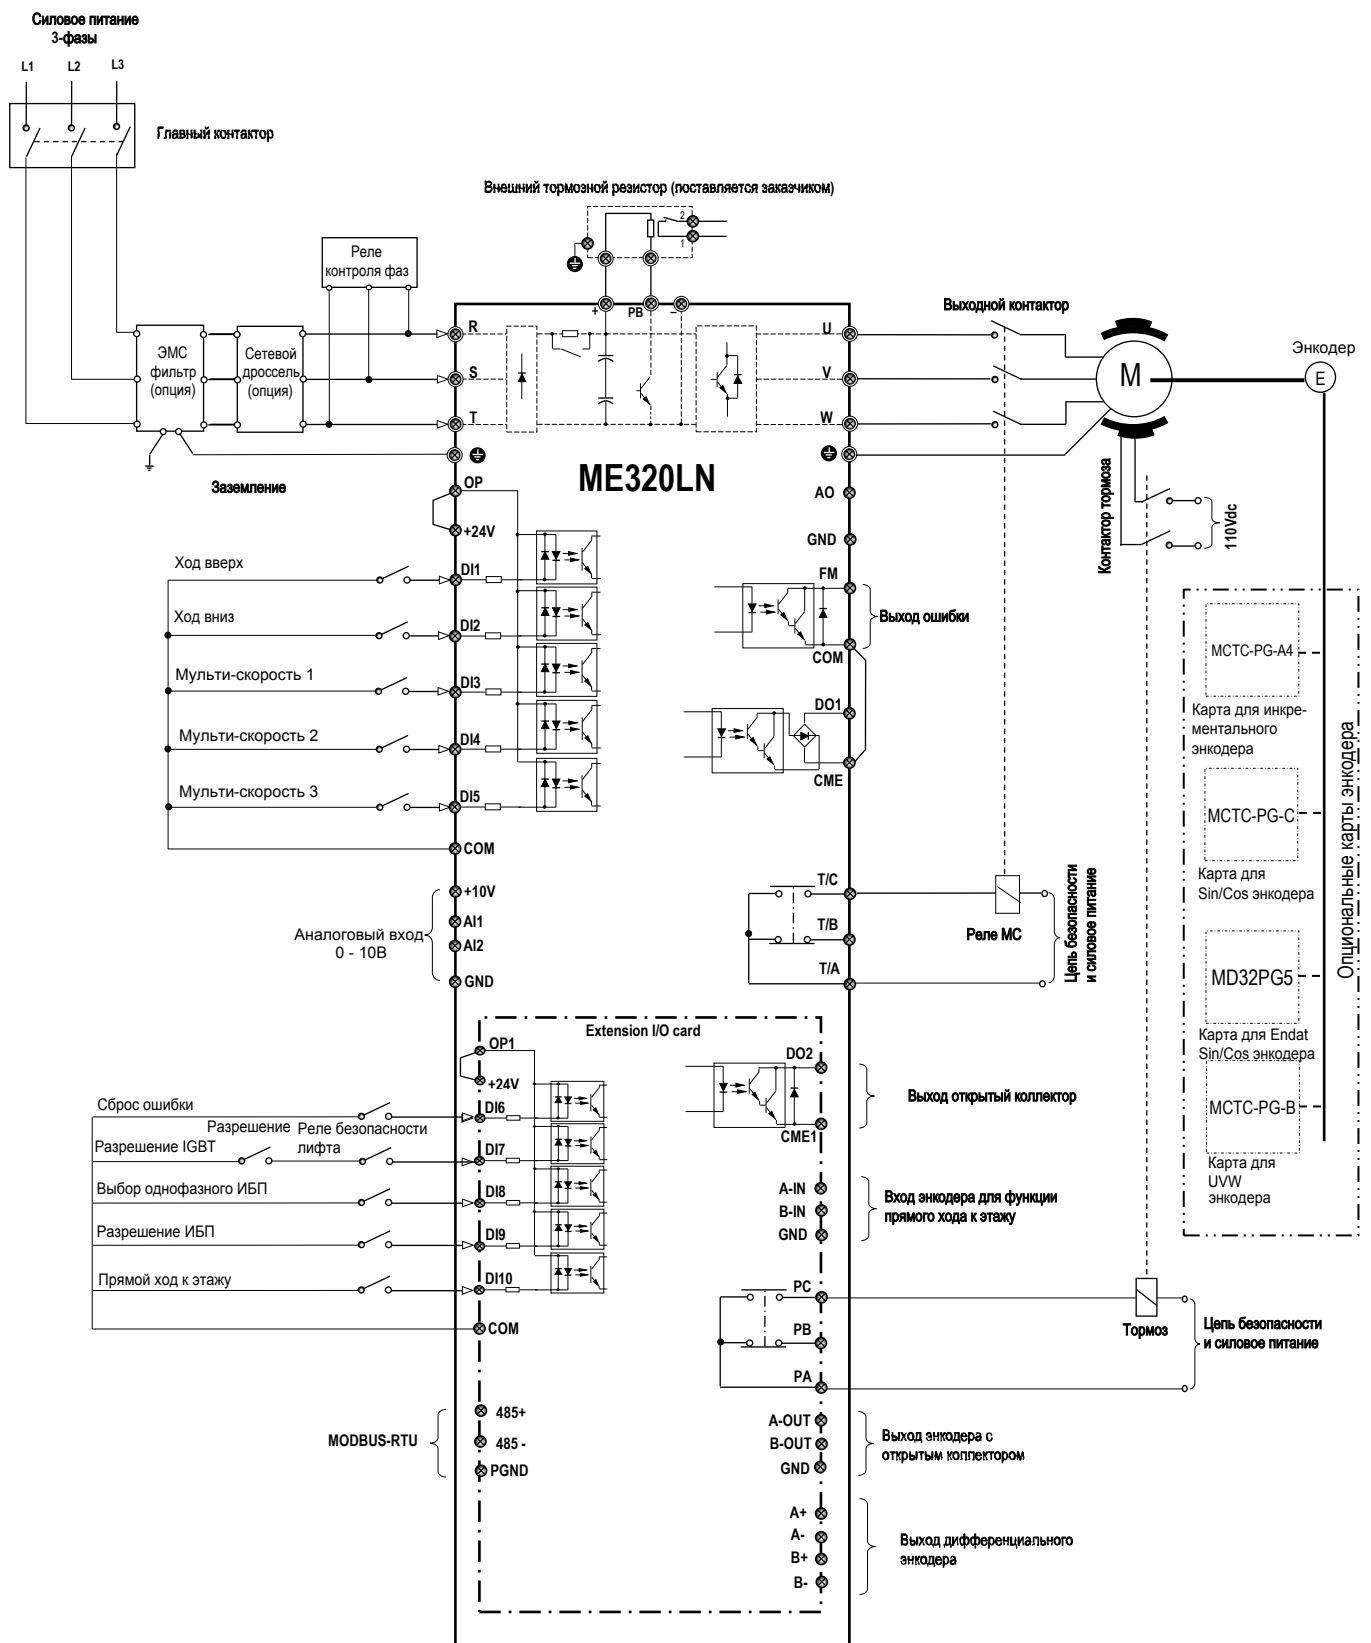 Силовое питание
3-фазы
L1 L2 L3
Главный контактор
Внешний тормозной резистор (поставляется заказчиком)
2
1
Реле
контроля фаз
+ PB –
Выходной контактор
R
S
T
U
V
W
ЭМС
фильтр
(опция)
Сетевой
дроссель
(опция)
M
Энкодер
E
Заземление
ME320LN
OP
+24V
Ход вверх
DI1
Ход вниз
DI2
Мульти-скорость 1
DI3
Мульти-скорость 2
DI4
Мульти-скорость 3
DI5
COM
AO
GND
FM
Выход ошибки
COM
DO1
CME
Контактор тормоза
110Vdc
MCTC-PG-A4
Карта для инкре-
ментального
энкодера
MCTC-PG-C
Карта для
Sin/Cos энкодера
MD32PG5
Карта для Endat
Sin/Cos энкодера
MCTC-PG-B
Карта для
UVW
энкодера
Опциональные карты энкодера
+10V
AI1
AI2
GND
Аналоговый вход
0 - 10В
T/C
T/B
T/A
Реле МС
Цепь безопасности
и силовое питание
Extension I/O card
OP1
+24V
Сброс ошибки
DI6
Разрешение IGBT
Разрешение
Реле безопасности
лифта
DI7
Выбор однофазного ИБП
DI8
Разрешение ИБП
DI9
Прямой ход к этажу
DI10
COM
DO2
CME1
Выход открытый коллектор
A-IN
B-IN
GND
Вход энкодера для функции
прямого хода к этажу
PC
PB
PA
Тормоз
Цепь безопасности
и силовое питание
MODBUS-RTU
485+
485 -
PGND
A-OUT
B-OUT
GND
Выход энкодера с
открытым коллектором
A+
A-
B+
B-
Выход дифференциального
энкодера